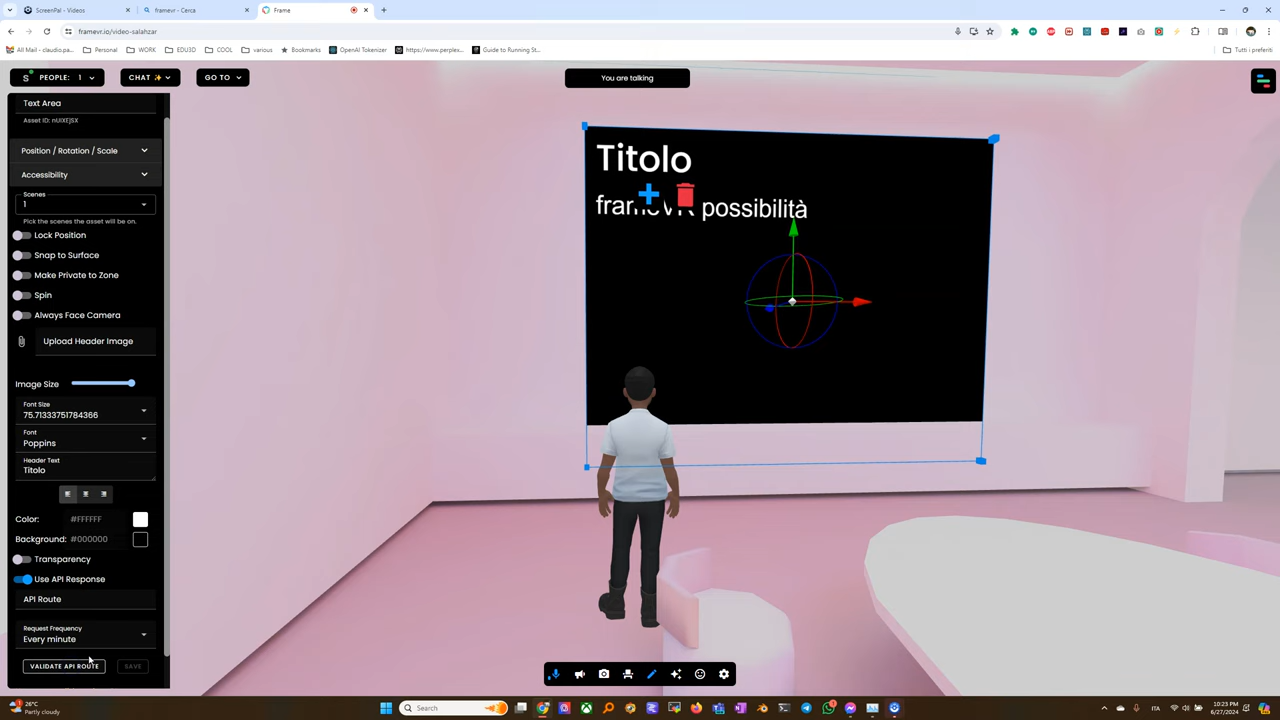 ScreenPal - Videos
framevr - Cerca
Frame
framevr.io/video-salahzar
All Mail - claudio.pa...
Personal
WORK
EDU3D
COOL
various
Bookmarks
OpenAI Tokenizer
https://www.perplex...
Guide to Running St...
Tutti i preferiti
S PEOPLE: 1
CHAT
GO TO
You are talking
Text Area
Asset ID: nUIXEjSX
Position / Rotation / Scale
Accessibility
Scenes
1
Pick the scenes the asset will be on.
Lock Position
Snap to Surface
Make Private to Zone
Spin
Always Face Camera
Upload Header Image
Image Size
Font Size
75.71333751784366
Font
Poppins
Header Text
Titolo
Color: #FFFFFF
Background: #000000
Transparency
Use API Response
API Route
Request Frequency
Every minute
VALIDATE API ROUTE
SAVE
Titolo
frameVR possibilità
26°C
Partly cloudy
Search
ITA
10:23 PM
6/27/2024